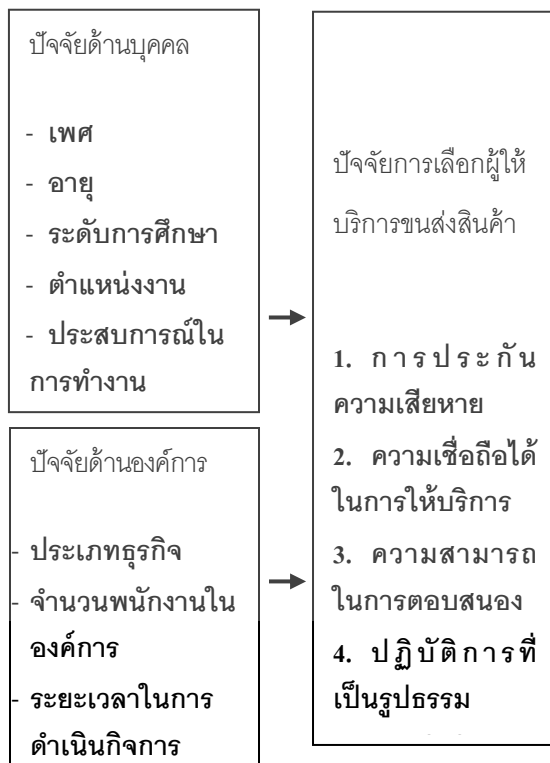 ปัจจัยด้านบุคคล
- เพศ
- อายุ
- ระดับการศึกษา
- ตำแหน่งงาน
- ประสบการณ์ใน
การทำงาน
ปัจจัยด้านองค์การ
- ประเภทธุรกิจ
- จำนวนพนักงานใน
องค์การ
- ระยะเวลาในการ
ดำเนินกิจการ
ปัจจัยการเลือกผู้ให้
บริการขนส่งสินค้า
1. การประกัน
ความเสียหาย
2. ความเชื่อถือได้
ในการให้บริการ
3. ความสามารถ
ในการตอบสนอง
4. ปฏิบัติการที่
เป็นรูปธรรม